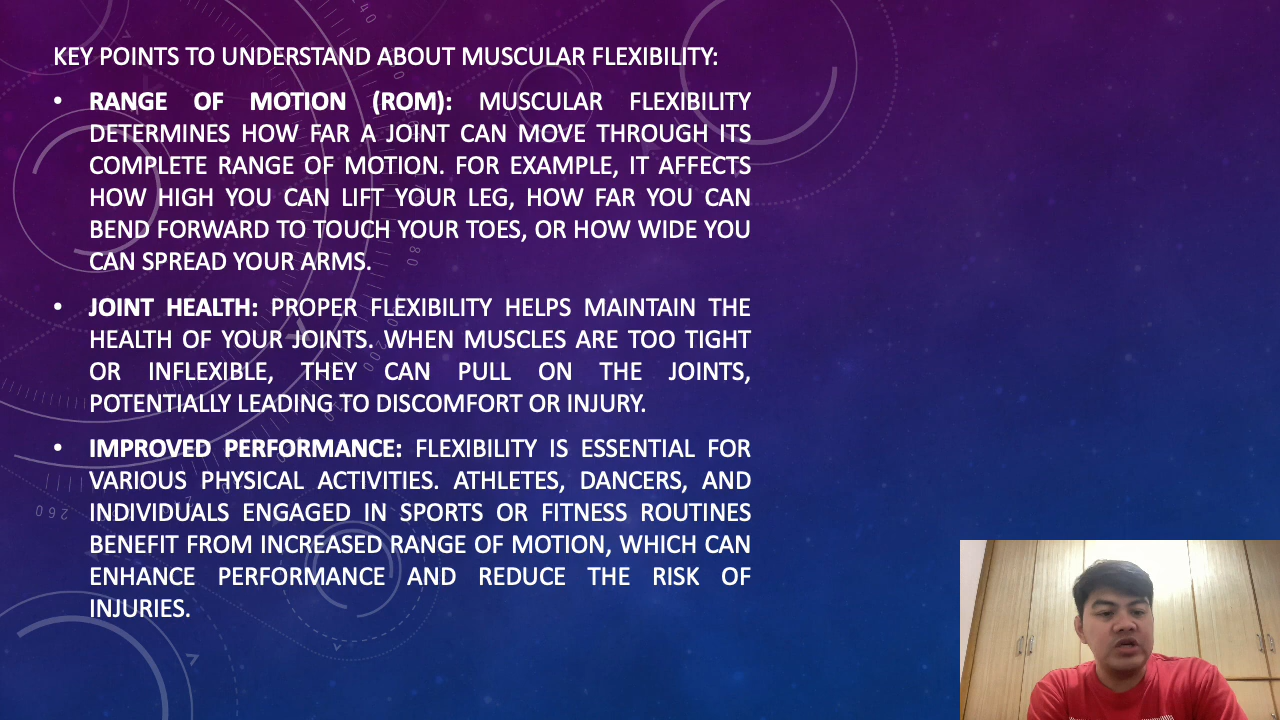 KEY POINTS TO UNDERSTAND ABOUT MUSCULAR FLEXIBILITY:
• RANGE OF MOTION (ROM): MUSCULAR FLEXIBILITY
DETERMINES HOW FAR A JOINT CAN MOVE THROUGH ITS
COMPLETE RANGE OF MOTION. FOR EXAMPLE, IT AFFECTS
HOW HIGH YOU CAN LIFT YOUR LEG, HOW FAR YOU CAN
BEND FORWARD TO TOUCH YOUR TOES, OR HOW WIDE YOU
CAN SPREAD YOUR ARMS.
• JOINT HEALTH: PROPER FLEXIBILITY HELPS MAINTAIN THE
HEALTH OF YOUR JOINTS. WHEN MUSCLES ARE TOO TIGHT
OR INFLEXIBLE, THEY CAN PULL ON THE JOINTS,
POTENTIALLY LEADING TO DISCOMFORT OR INJURY.
• IMPROVED PERFORMANCE: FLEXIBILITY IS ESSENTIAL FOR
VARIOUS PHYSICAL ACTIVITIES. ATHLETES, DANCERS, AND
INDIVIDUALS ENGAGED IN SPORTS OR FITNESS ROUTINES
BENEFIT FROM INCREASED RANGE OF MOTION, WHICH CAN
ENHANCE PERFORMANCE AND REDUCE THE RISK OF
INJURIES.
260